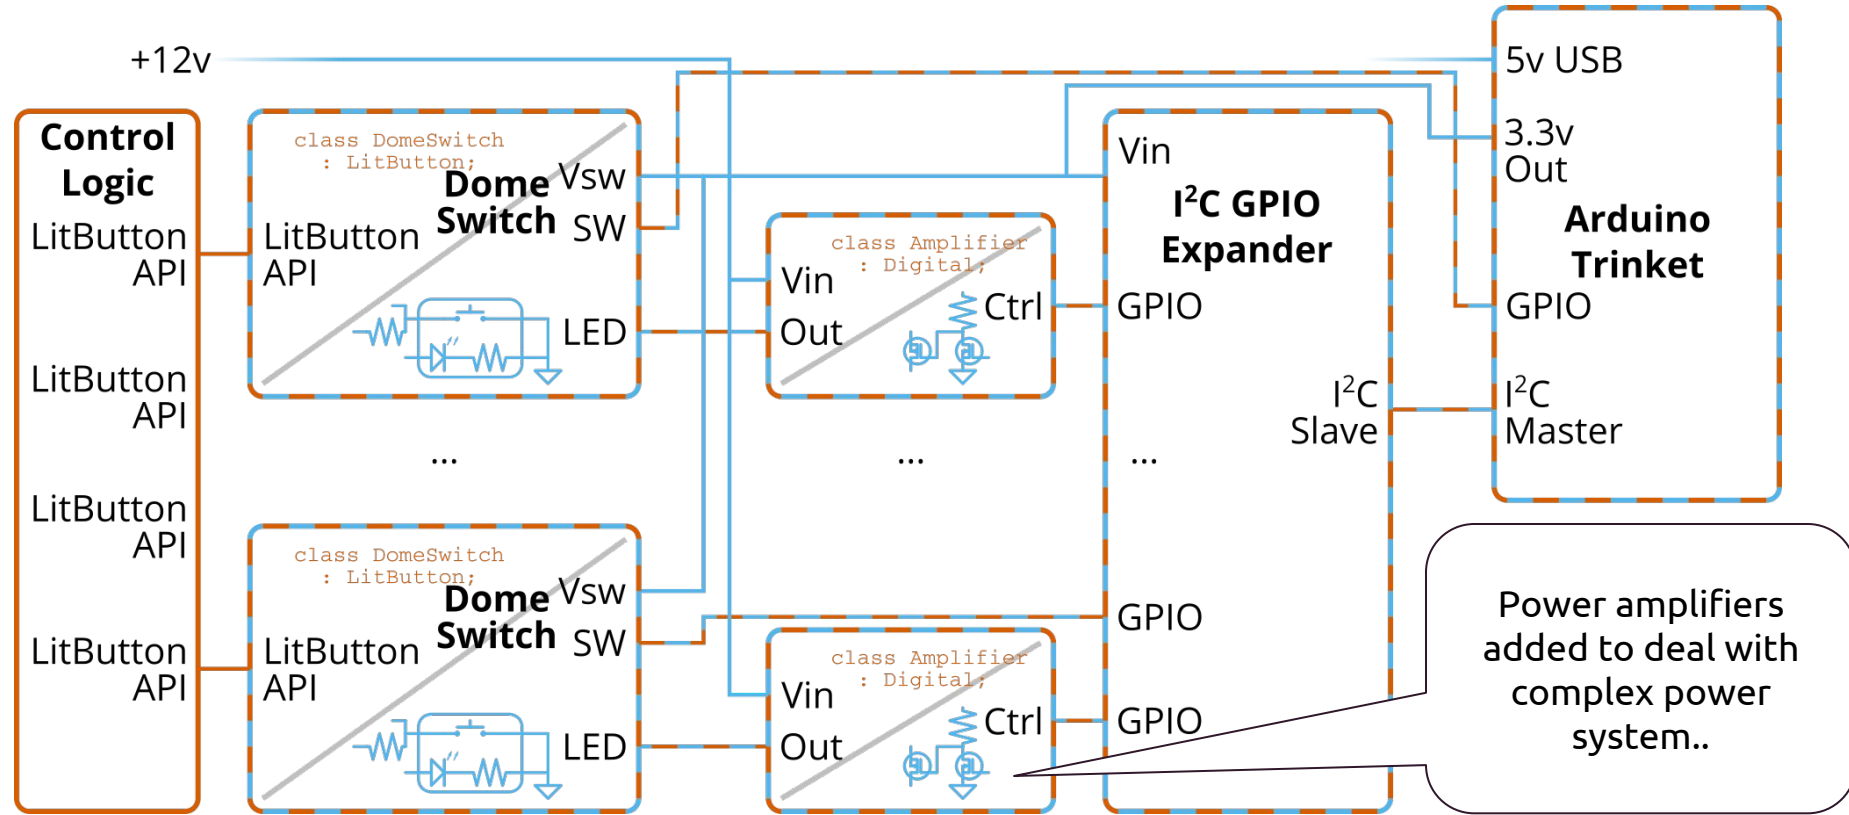 +12v
5v USB
Control
Logic
LitButton
API
LitButton
API
LitButton
API
LitButton
API
class DomeSwitch
: LitButton;
Dome
Switch
Vsw
SW
LitButton
API
LED
...
class DomeSwitch
: LitButton;
Dome
Switch
Vsw
SW
LitButton
API
LED
class Amplifier
: Digital;
Vin
Out
Ctrl
...
class Amplifier
: Digital;
Vin
Out
Ctrl
Vin
I²C GPIO
Expander
GPIO
I²C
Slave
...
GPIO
GPIO
3.3v
Out
Arduino
Trinket
GPIO
I²C
Master
Power amplifiers
added to deal with
complex power
system..